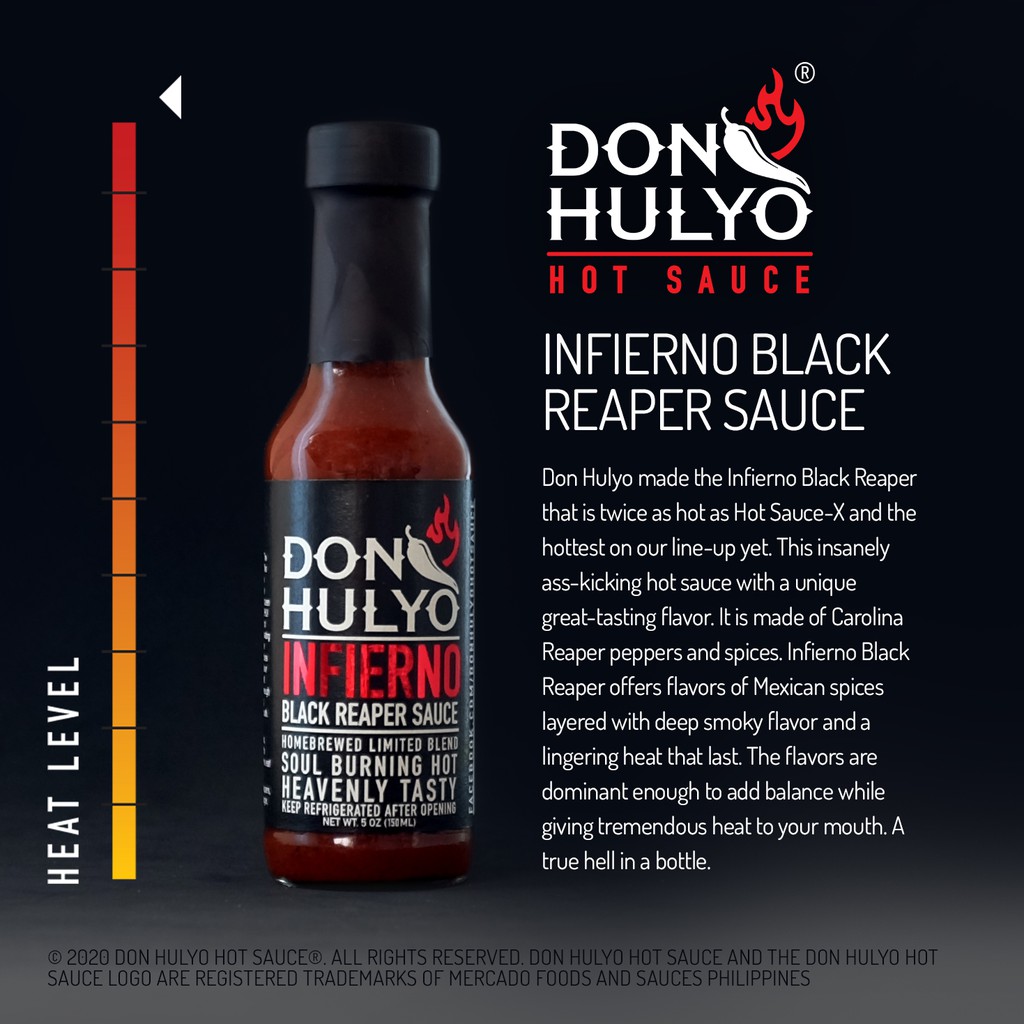 ®
DON
HULYO
HOT SAUCE
INFIERNO BLACK
REAPER SAUCE
Don Hulyo made the Infierno Black Reaper
that is twice as hot as Hot Sauce-X and the
hottest on our line-up yet. This insanely
ass-kicking hot sauce with a unique
great-tasting flavor. It is made of Carolina
Reaper peppers and spices. Infierno Black
Reaper offers flavors of Mexican spices
layered with deep smoky flavor and a
lingering heat that last. The flavors are
dominant enough to add balance while
giving tremendous heat to your mouth. A
true hell in a bottle.
HEAT LEVEL
DON
HULYO
INFIERNO
BLACK REAPER SAUCE
HOMEBREWED LIMITED BLEND
SOUL BURNING HOT
HEAVENLY TASTY
KEEP REFRIGERATED AFTER OPENING
NET WT. 5 OZ (150ML)
FACEBOOK.COM/DONHULYOHOTSAUCE
© 2020 DON HULYO HOT SAUCE®. ALL RIGHTS RESERVED. DON HULYO HOT SAUCE AND THE DON HULYO HOT
SAUCE LOGO ARE REGISTERED TRADEMARKS OF MERCADO FOODS AND SAUCES PHILIPPINES